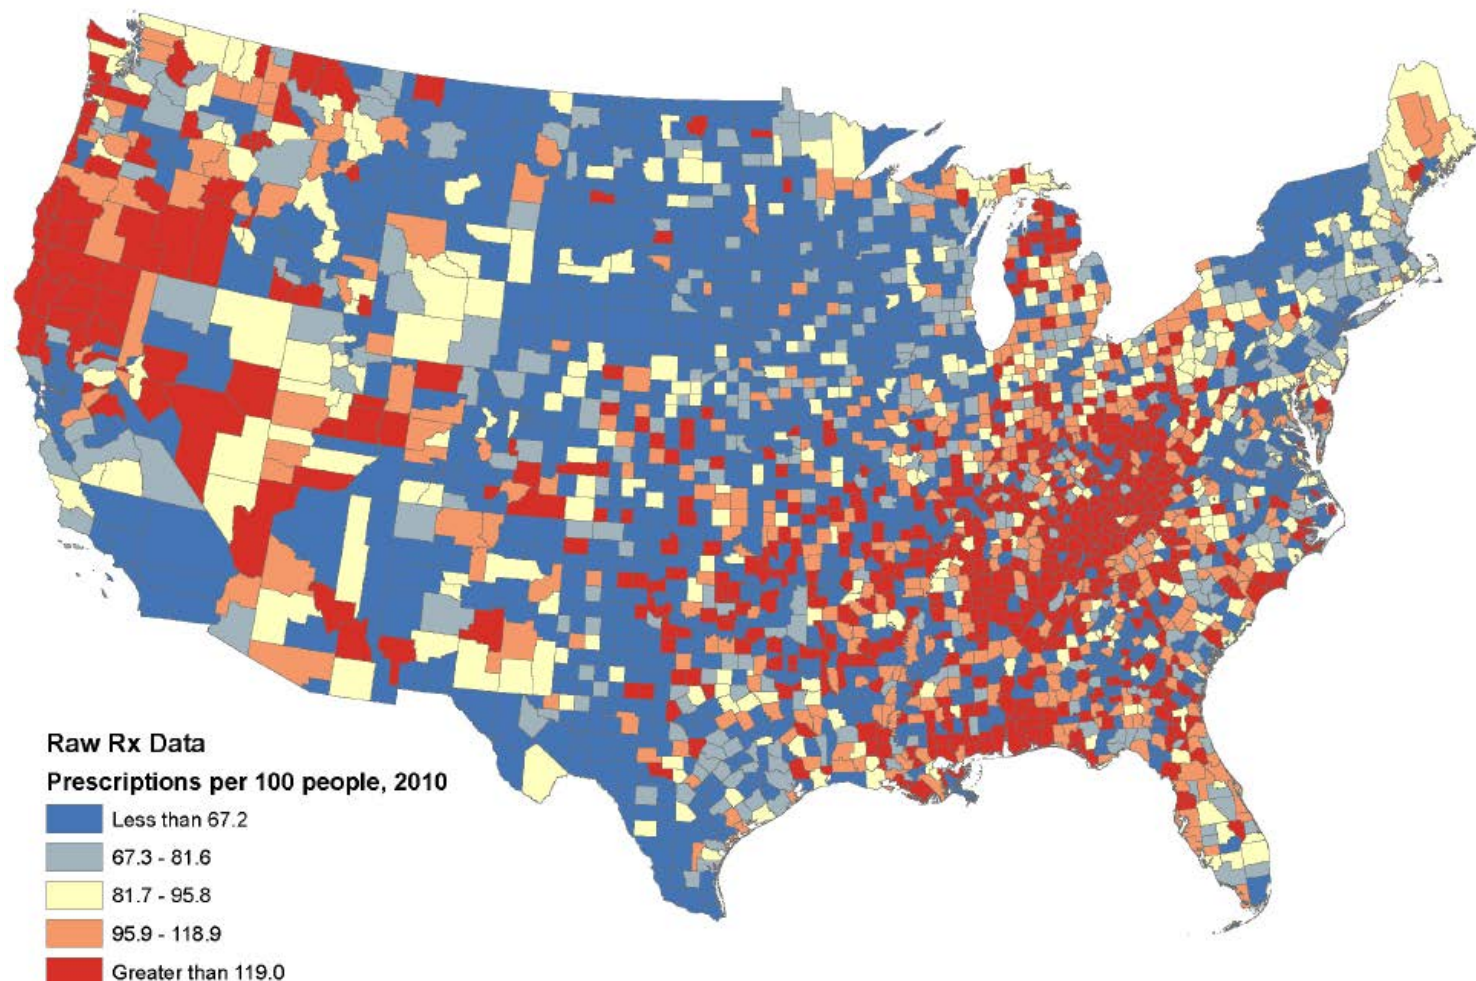 Raw Rx Data
Prescriptions per 100 people, 2010
Less than 67.2
67.3 - 81.6
81.7 - 95.8
95.9 - 118.9
Greater than 119.0